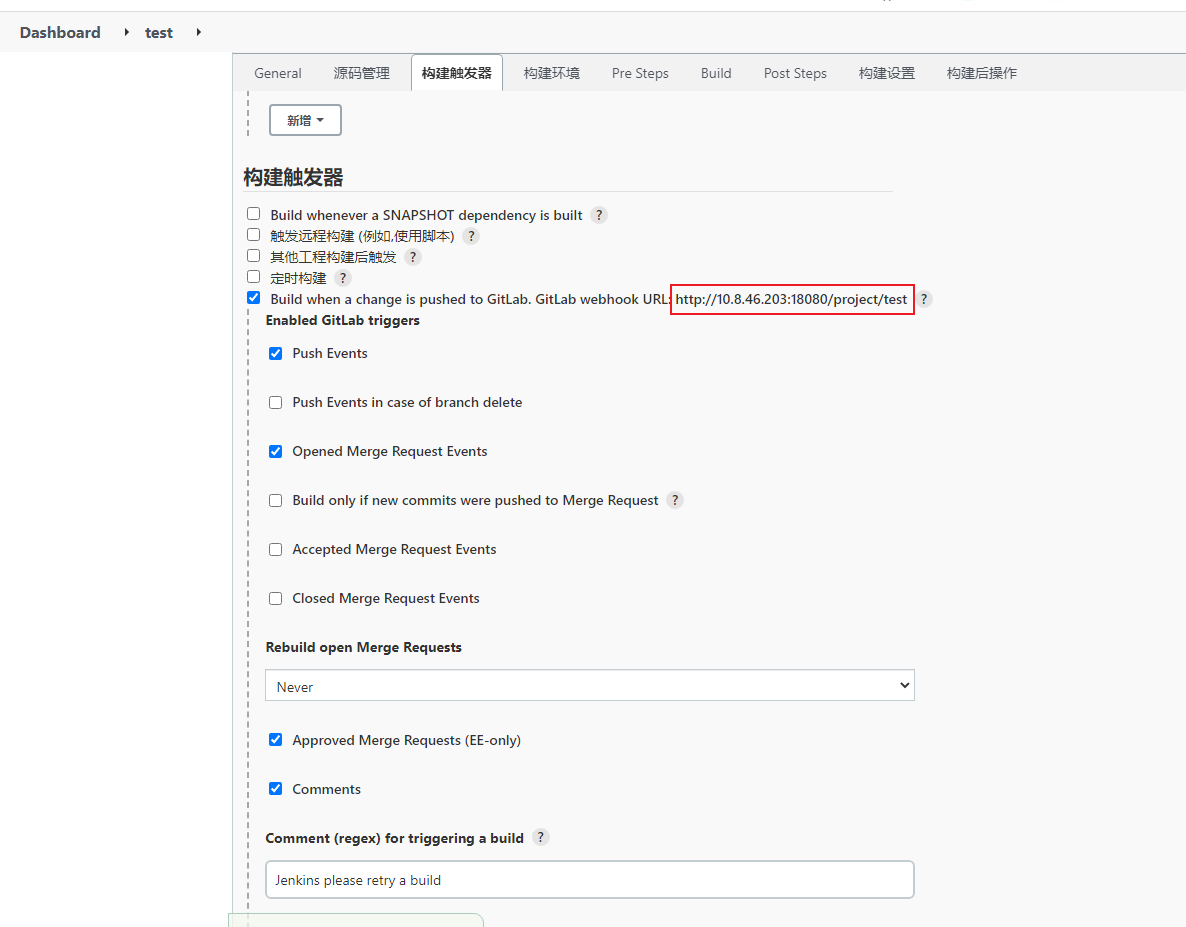 Dashboard test
General 源码管理 构建触发器 构建环境 Pre Steps Build Post Steps 构建设置 构建后操作
新增
构建触发器
Build whenever a SNAPSHOT dependency is built ?
触发远程构建 (例如,使用脚本) ?
其他工程构建后触发 ?
定时构建 ?
Build when a change is pushed to GitLab. GitLab webhook URL: http://10.8.46.203:18080/project/test ?
Enabled GitLab triggers
Push Events
Push Events in case of branch delete
Opened Merge Request Events
Build only if new commits were pushed to Merge Request ?
Accepted Merge Request Events
Closed Merge Request Events
Rebuild open Merge Requests
Never
Approved Merge Requests (EE-only)
Comments
Comment (regex) for triggering a build ?
Jenkins please retry a build